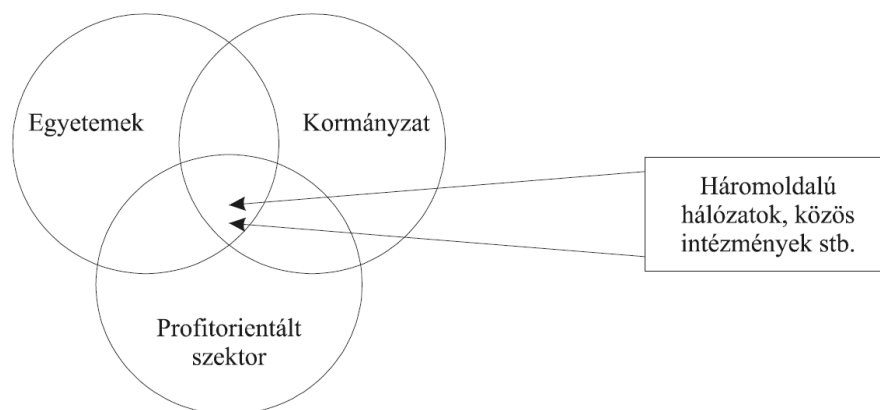 Egyetemek
Kormányzat
Háromoldalú
hálózatok, közös
intézmények stb.
Profitorientált
szektor